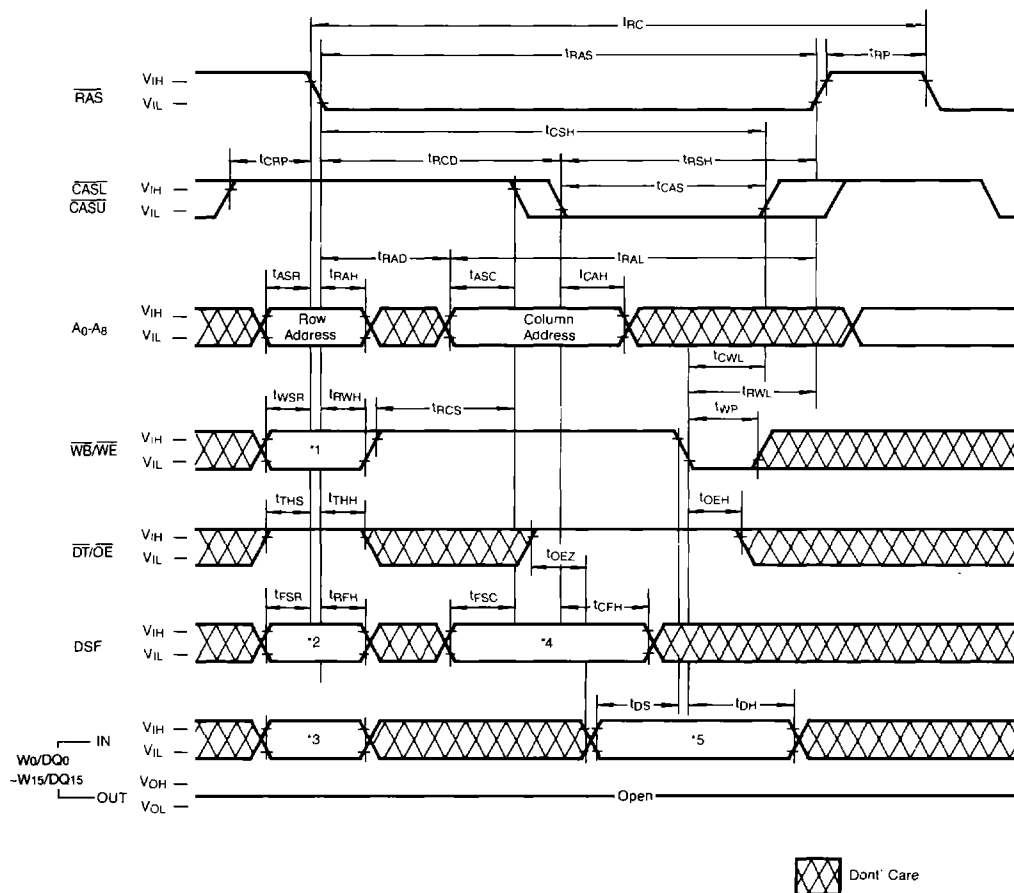 tRC
tRAS
tRP
RAS
VIH
VIL
tCSH
tCRP
tRCD
tRSH
CASL
CASU
VIH
VIL
tCAS
tRAD
tRAL
tASR
tRAH
tASC
tCAH
A0-A8
VIH
VIL
Row
Address
Column
Address
tCWL
tRWL
tWSR
tRWH
tRCS
tWP
WB/WE
VIH
VIL
*1
tTHS
tTHH
tOEH
DT/OE
VIH
VIL
tOEZ
tFSR
tRFH
tFSC
tCFH
DSF
VIH
VIL
*2
*4
tDS
tDH
IN
VIH
VIL
*3
*5
W0/DQ0
~W15/DQ15
OUT
VOH
VOL
Open
Dont' Care